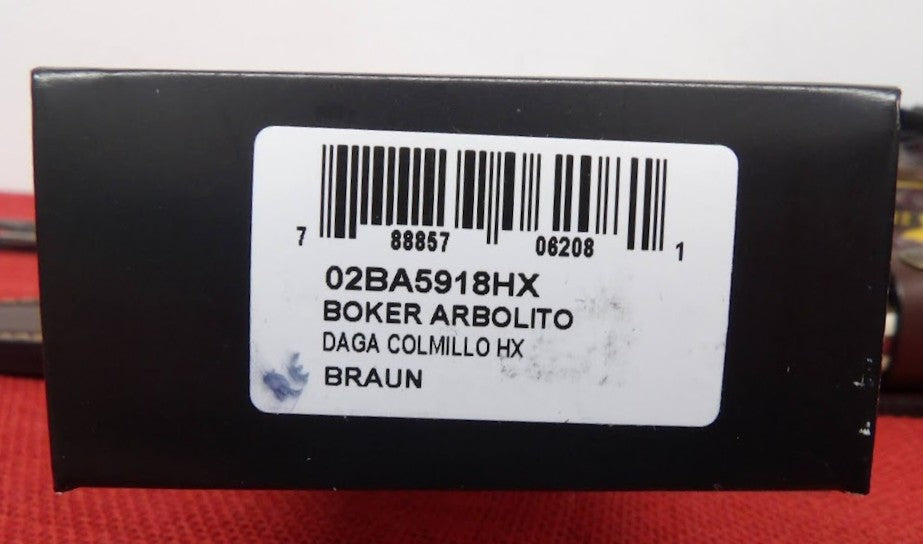 7 88857 06208 1
02BA5918HX
BOKER ARBOLITO
DAGA COLMILLO HX
BRAUN